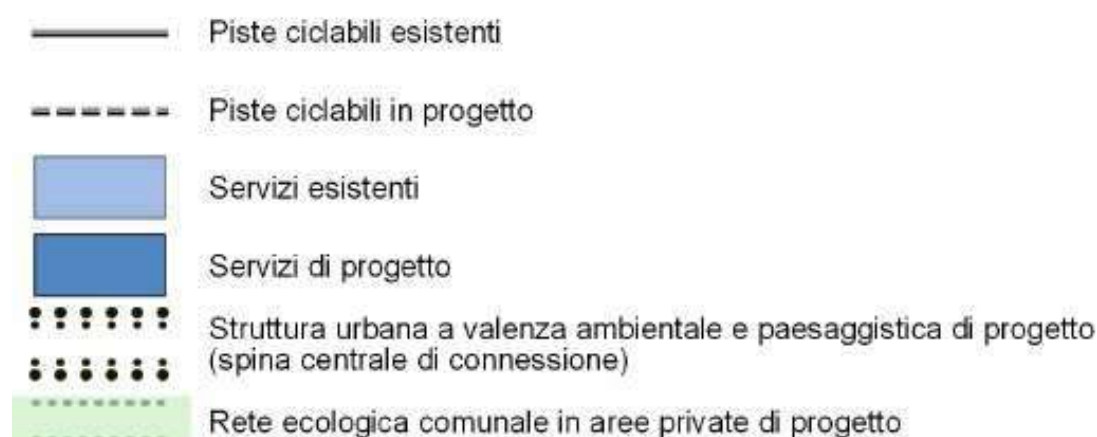 Piste ciclabili esistenti
Piste ciclabili in progetto
Servizi esistenti
Servizi di progetto
Struttura urbana a valenza ambientale e paesaggistica di progetto
(spina centrale di connessione)
Rete ecologica comunale in aree private di progetto